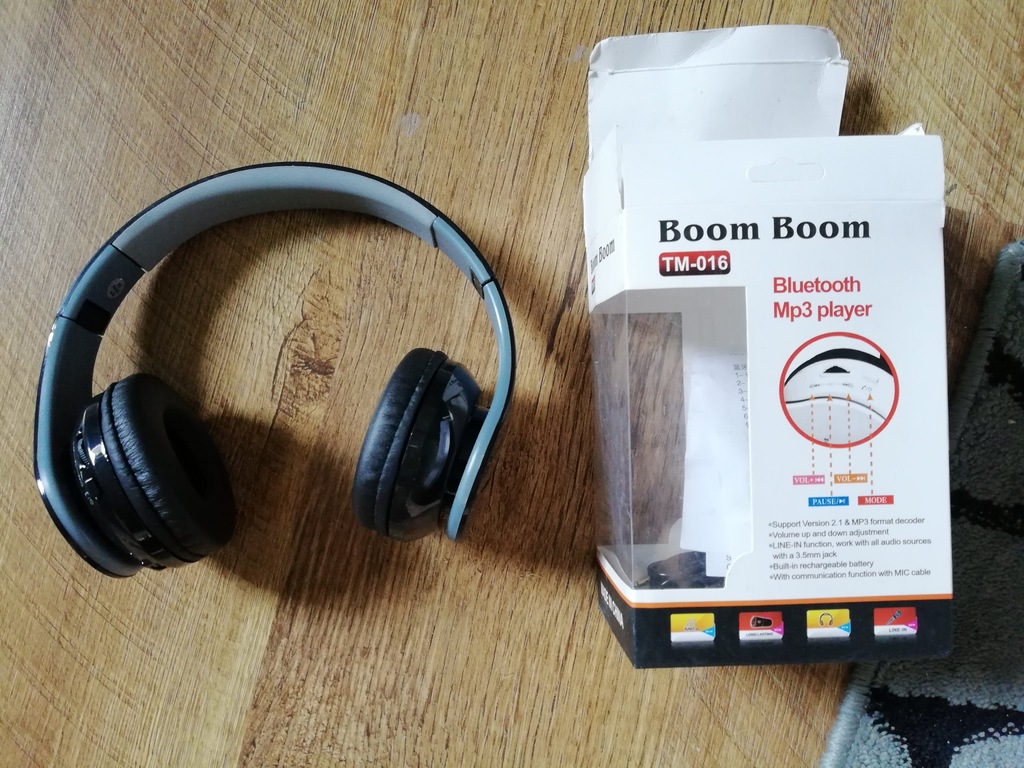 Boom Boom
TM-016
Bluetooth
Mp3 player
VOL+
VOL-
PAUSE/
MODE
*Support Version 2.1 & MP3 format decoder
*Volume up and down adjustment
*LINE-IN function, work with all audio sources
with a 3.5mm jack
*Built-in rechargeable battery
*With communication function with MIC cable
LINE-IN
Boom